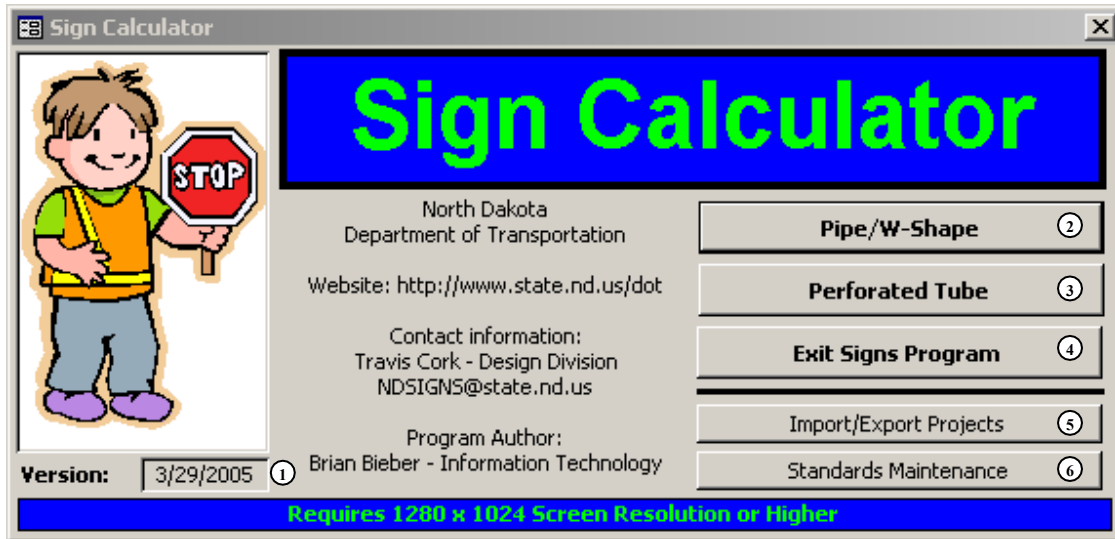 Sign Calculator
Sign Calculator
STOP
North Dakota
Department of Transportation
Website: http://www.state.nd.us/dot
Contact information:
Travis Cork - Design Division
NDSIGNS@state.nd.us
Program Author:
Brian Bieber - Information Technology
Pipe/W-Shape 2
Perforated Tube 3
Exit Signs Program 4
Import/Export Projects 5
Standards Maintenance 6
Version: 3/29/2005 1
Requires 1280 x 1024 Screen Resolution or Higher